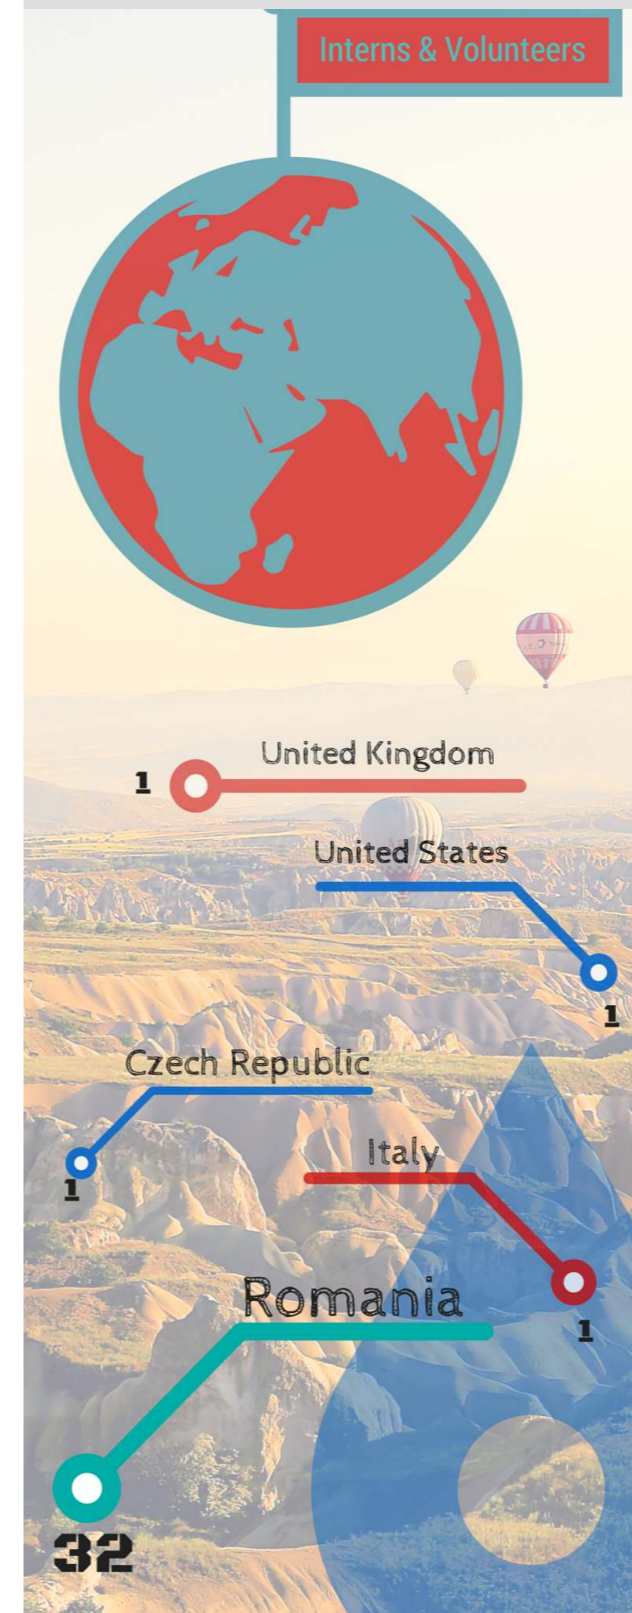 Interns & Volunteers
United Kingdom
1
United States
1
Czech Republic
1
Italy
1
Romania
32